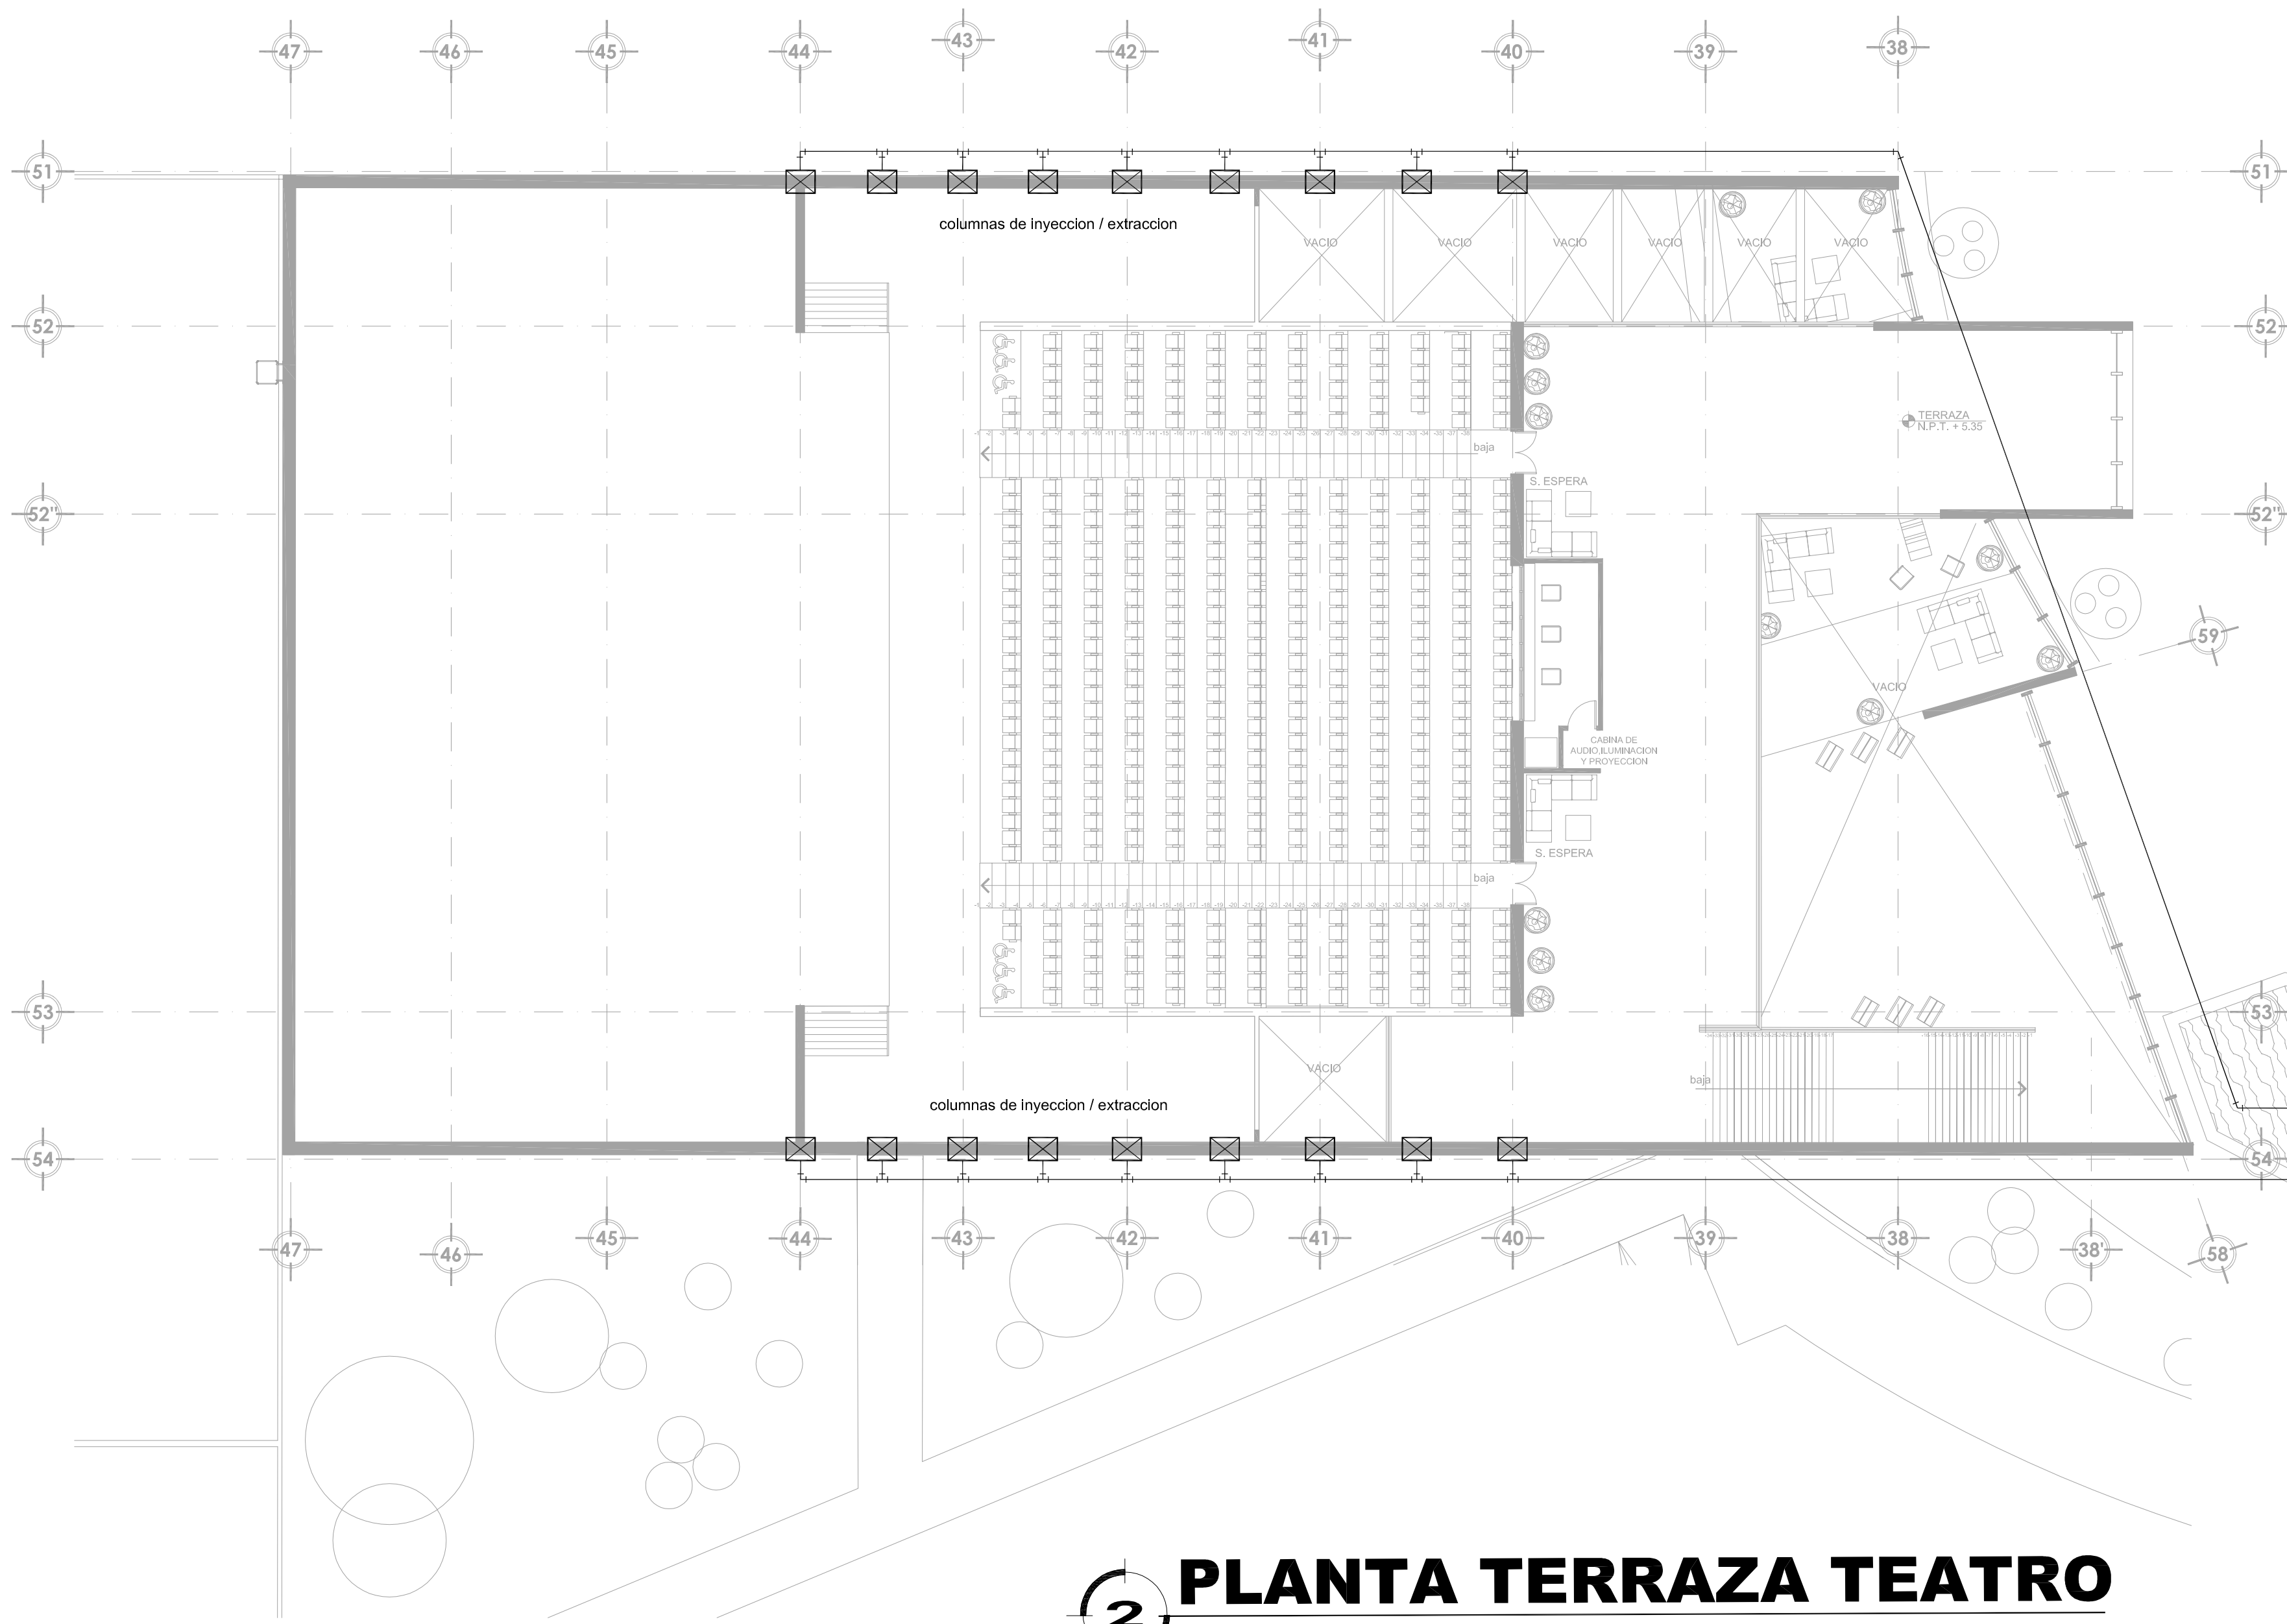 47 46 45 44 43 42 41 40 39 38
51 51
columnas de inyeccion / extraccion
VACIO VACIO VACIO VACIO VACIO VACIO
52 52
TERRAZA
N.P.T. + 5.35
baja
S. ESPERA
52" 52"
59
VACIO
CABINA DE
AUDIO,ILUMINACION
Y PROYECCION
S. ESPERA
baja
53 53
VACIO
baja
columnas de inyeccion / extraccion
54 54
47 46 45 44 43 42 41 40 39 38 38' 58
PLANTA TERRAZA TEATRO
2